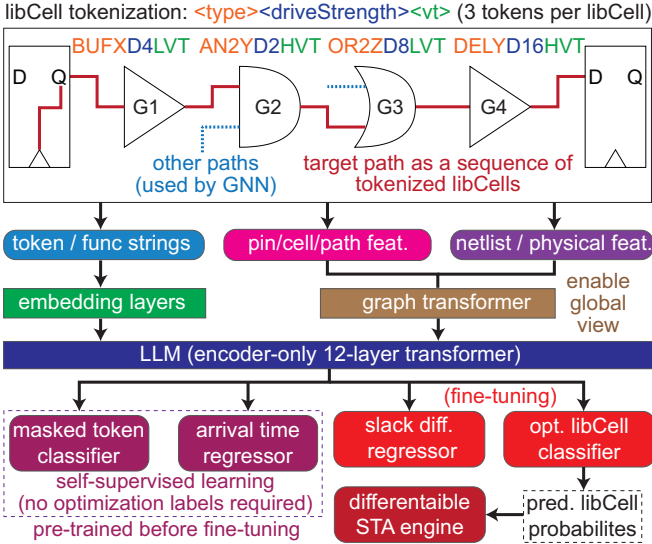 libCell tokenization: <type><driveStrength><vt> (3 tokens per libCell)
BUFXD4LVT AN2YD2HVT OR2ZD8LVT DELYD16HVT
D Q G1 G2 G3 G4 D Q
other paths
(used by GNN)
target path as a sequence of
tokenized libCells
token / func strings
pin/cell/path feat.
netlist / physical feat.
embedding layers
graph transformer
enable
global
view
LLM (encoder-only 12-layer transformer)
(fine-tuning)
masked token
classifier
arrival time
regressor
slack diff.
regressor
opt. libCell
classifier
self-supervised learning
(no optimization labels required)
pre-trained before fine-tuning
differentaible
STA engine
pred. libCell
probabilites